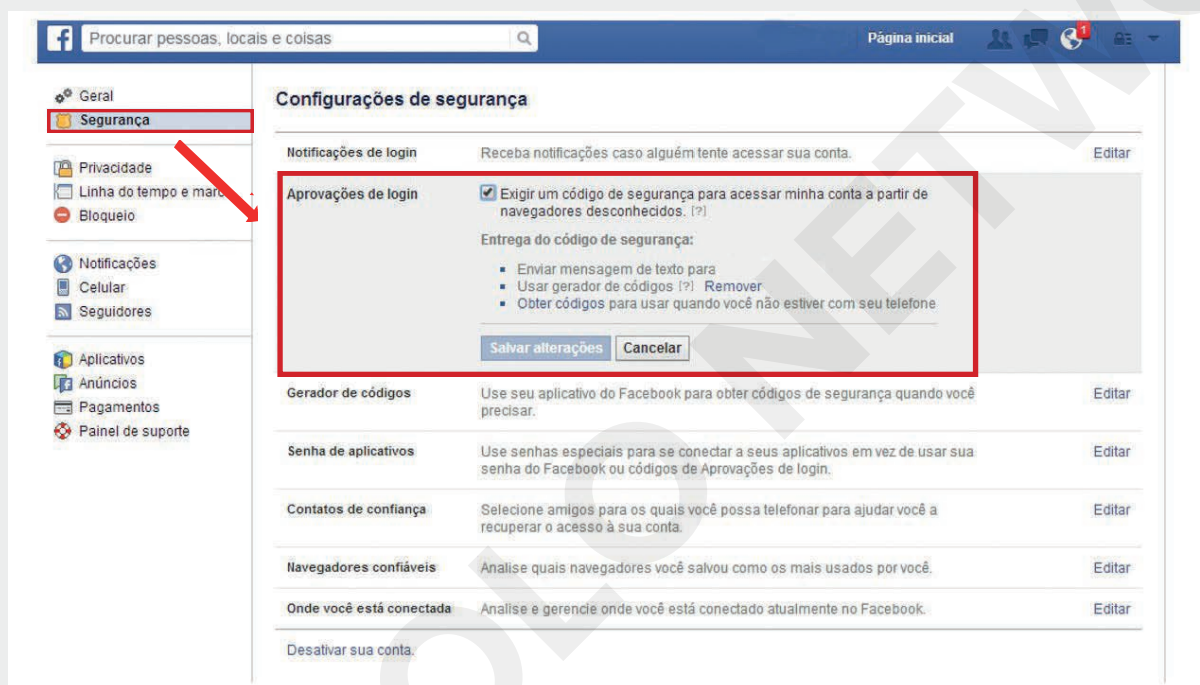 f
Procurar pessoas, locais e coisas
Página inicial
1
Geral
Segurança
Privacidade
Linha do tempo e marc
Bloqueio
Notificações
Celular
Seguidores
Aplicativos
Anúncios
Pagamentos
Painel de suporte
Configurações de segurança
Notificações de login
Receba notificações caso alguém tente acessar sua conta.
Editar
Aprovações de login
Exigir um código de segurança para acessar minha conta a partir de
navegadores desconhecidos. [?]
Entrega do código de segurança:
Enviar mensagem de texto para
Usar gerador de códigos [?] Remover
Obter códigos para usar quando você não estiver com seu telefone
Salvar alterações
Cancelar
Gerador de códigos
Use seu aplicativo do Facebook para obter códigos de segurança quando você
precisar.
Editar
Senha de aplicativos
Use senhas especiais para se conectar a seus aplicativos em vez de usar sua
senha do Facebook ou códigos de Aprovações de login.
Editar
Contatos de confiança
Selecione amigos para os quais você possa telefonar para ajudar você a
recuperar o acesso à sua conta.
Editar
Navegadores confiáveis
Analise quais navegadores você salvou como os mais usados por você.
Editar
Onde você está conectada
Analise e gerencie onde você está conectado atualmente no Facebook.
Editar
Desativar sua conta.
OLO NETWO